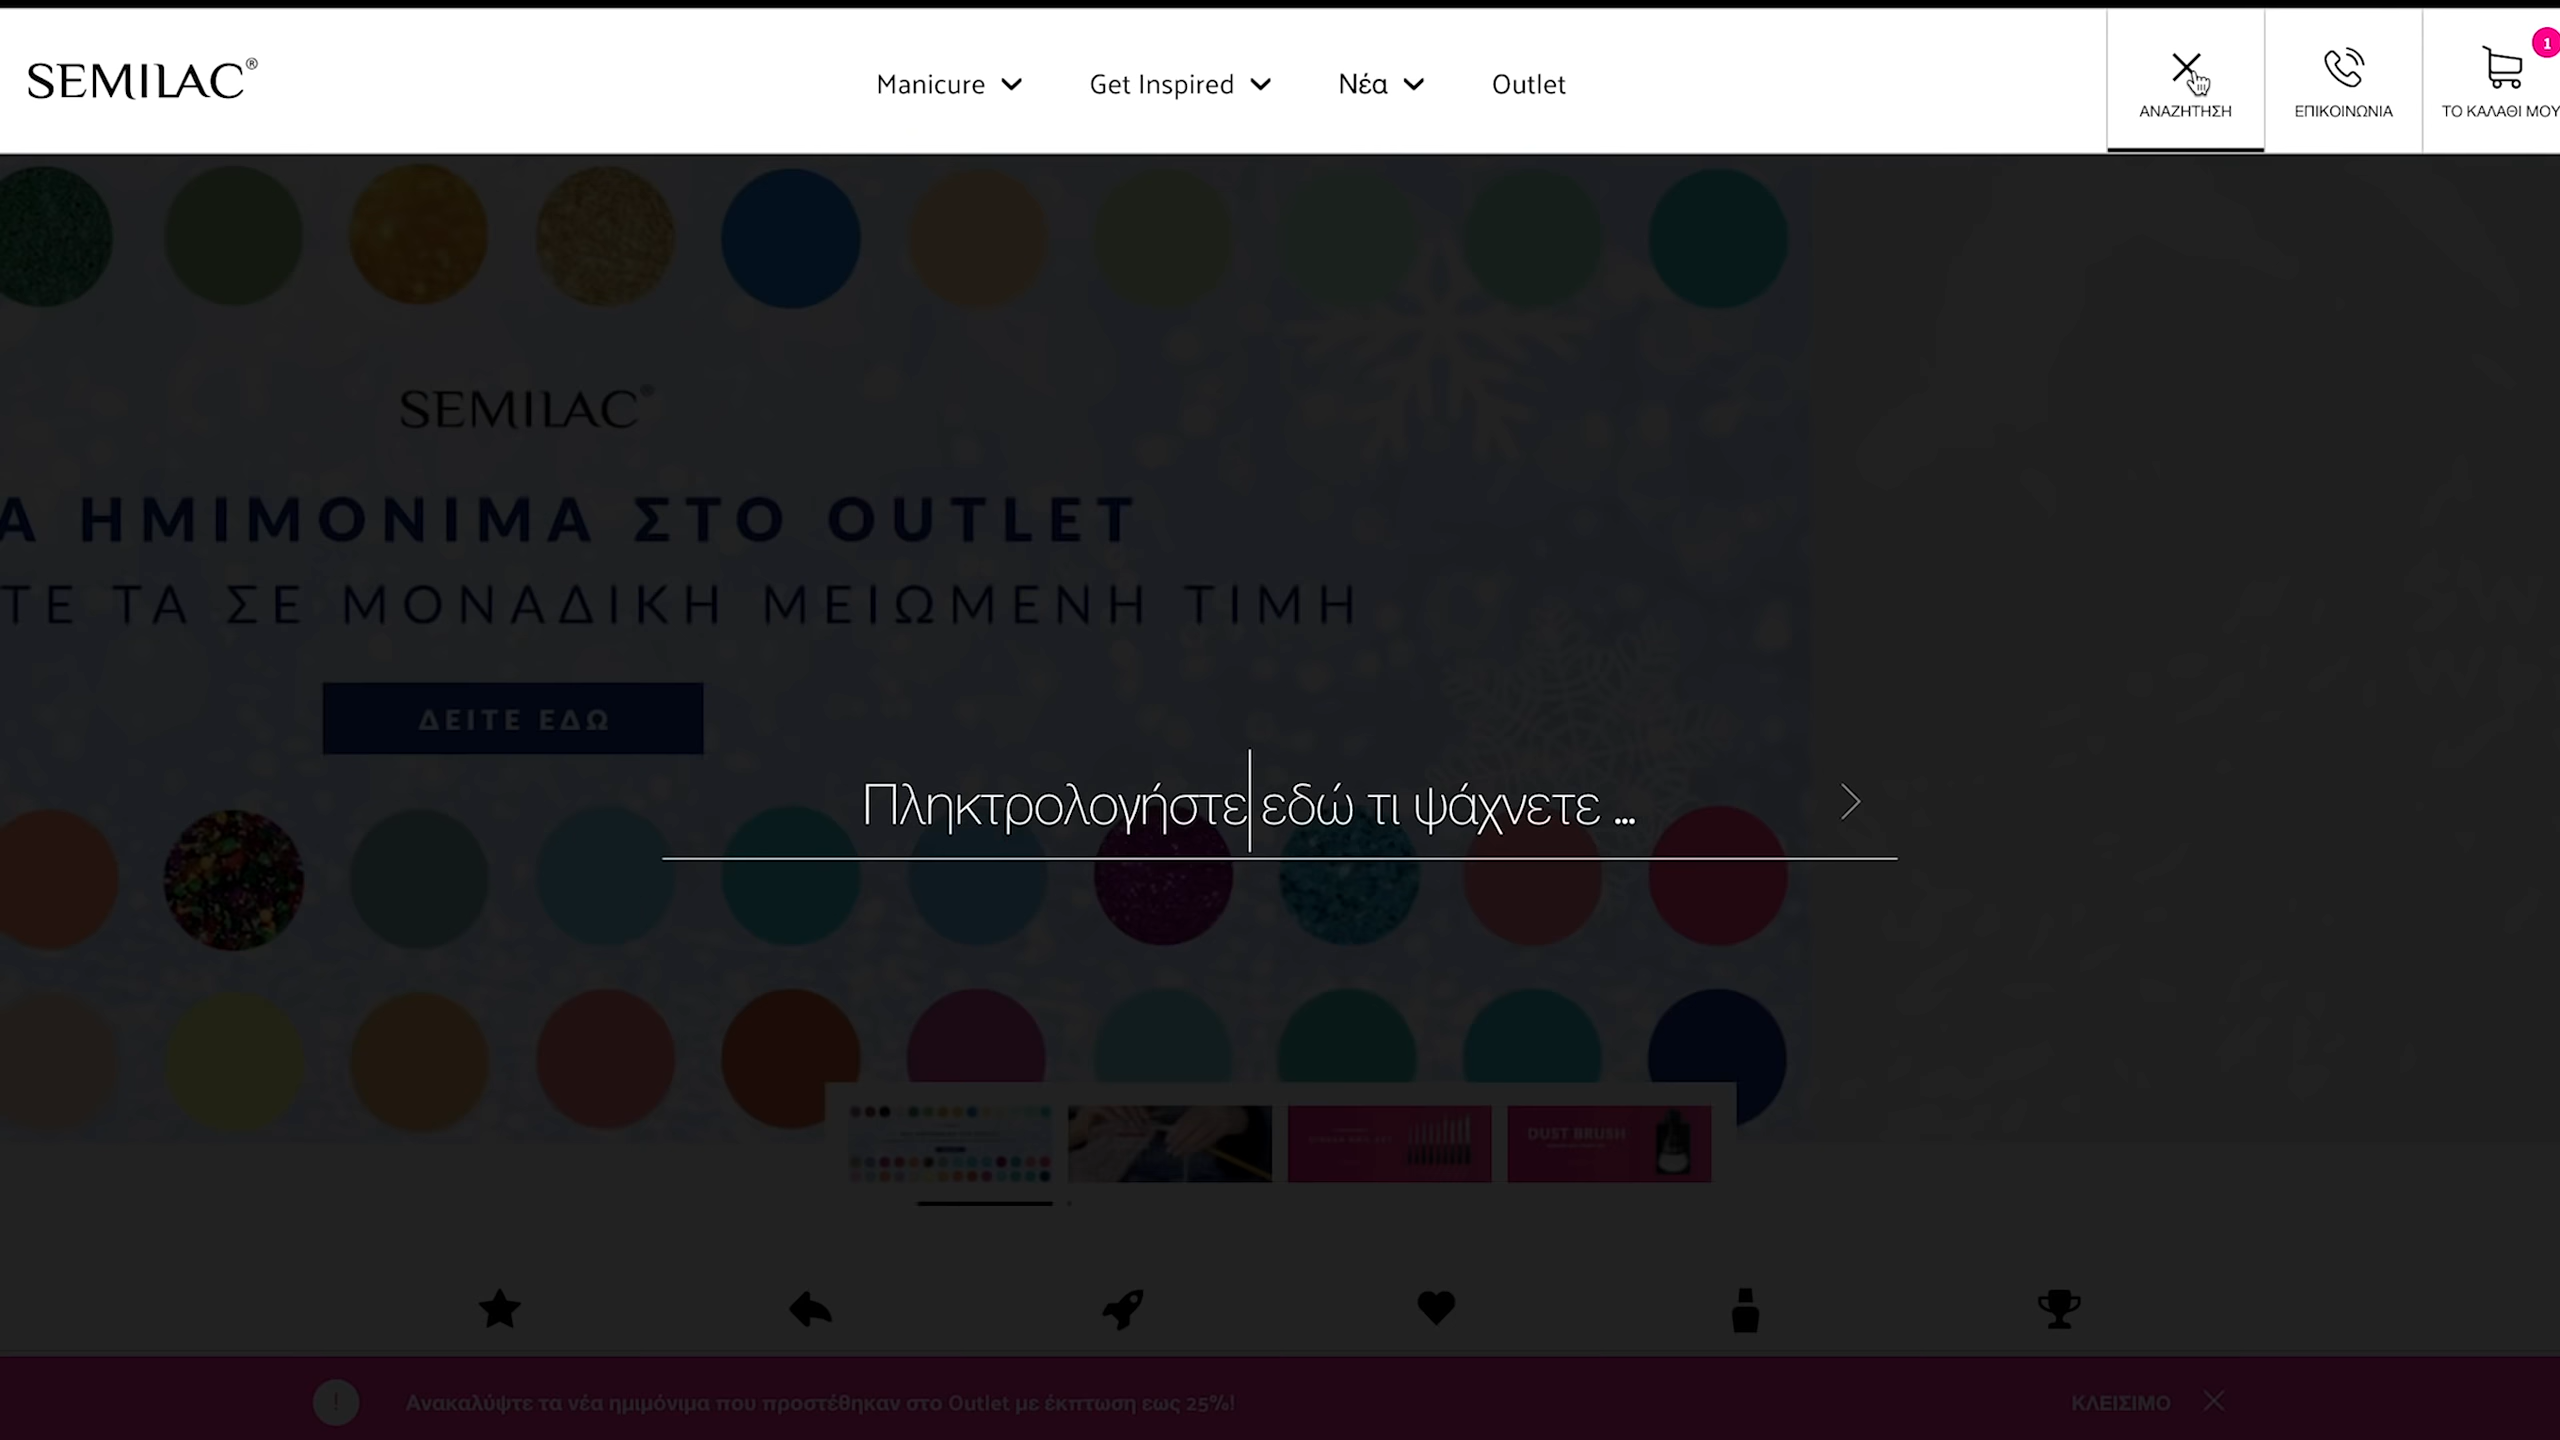 SEMILAC®
Manicure
Get Inspired
Νέα
Outlet
ΑΝΑΖΗΤΗΣΗ
ΕΠΙΚΟΙΝΩΝΙΑ
1
ΤΟ ΚΑΛΑΘΙ ΜΟΥ
SEMILAC®
Α ΗΜΙΜΟΝΙΜΑ ΣΤΟ OUTLET
ΤΕ ΤΑ ΣΕ ΜΟΝΑΔΙΚΗ ΜΕΙΩΜΕΝΗ ΤΙΜΗ
ΔΕΙΤΕ ΕΔΩ
Πληκτρολογήστε εδώ τι ψάχνετε ...
DUST BRUSH
Ανακαλύψτε τα νέα ημιμόνιμα που προστέθηκαν στο Outlet με έκπτωση εως 25%!
ΚΛΕΙΣΙΜΟ